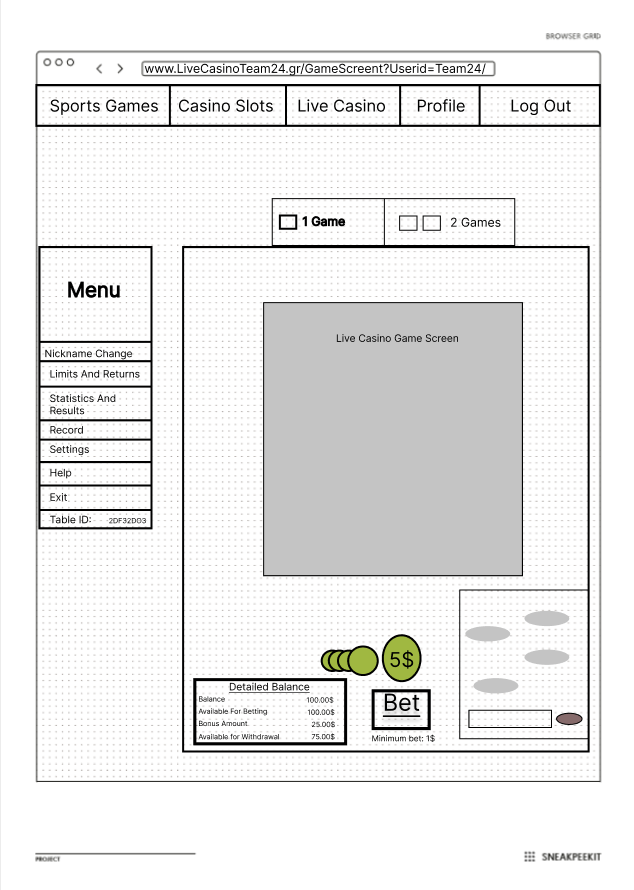 BROWSER GRID
www.LiveCasinoTeam24.gr/GameScreent?Userid=Team24/
Sports Games Casino Slots Live Casino Profile Log Out
1 Game 2 Games
Menu
Nickname Change
Limits And Returns
Statistics And
Results
Record
Settings
Help
Exit
Table ID: 2DF32DO3
Live Casino Game Screen
5$
Detailed Balance
Balance 100.00$
Available For Betting 100.00$
Bonus Amount 25.00$
Available for Withdrawal 75.00$
Bet
Minimum bet: 1$
PROJECT
SNEAKPEEKIT